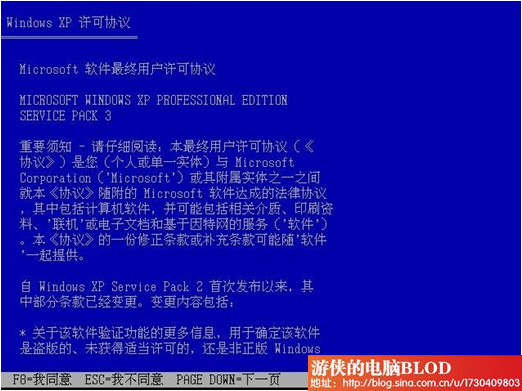 Windows XP 许可协议
Microsoft 软件最终用户许可协议
MICROSOFT WINDOWS XP PROFESSIONAL EDITION
SERVICE PACK 3
重要须知 - 请仔细阅读：本最终用户许可协议（《
协议》）是您（个人或单一实体）与 Microsoft
Corporation（'Microsoft'）或其附属实体之一之间
就本《协议》随附的 Microsoft 软件达成的法律协议
，其中包括计算机软件，并可能包括相关介质、印刷资
料、'联机'或电子文档和基于因特网的服务（'软件'）
。本《协议》的一份修正条款或补充条款可能随'软件
'一起提供。
自 Windows XP Service Pack 2 首次发布以来，其
中部分条款已经变更。变更内容包括：
* 关于该软件验证功能的更多信息，用于确定该软件
是盗版的、未获得适当许可的，还是非正版 Windows
F8=我同意 ESC=我不同意 PAGE DOWN=下一页
游侠的电脑BLOD
地址：http://blog.sina.com.cn/u/1730409803